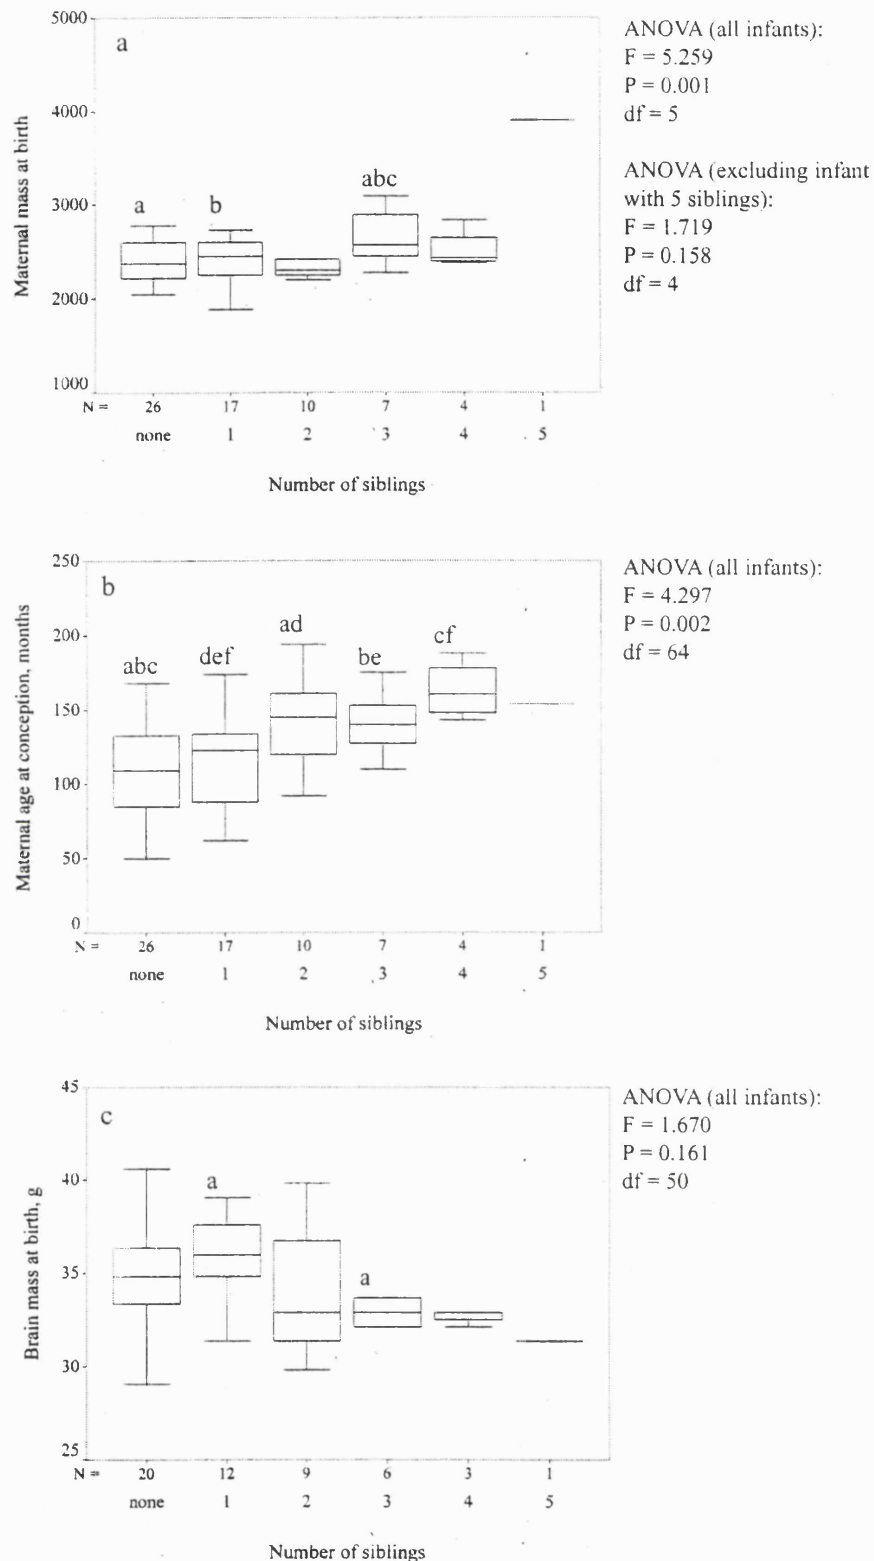 a
5000
4000
3000
2000
1000
Maternal mass at birth
a b abc
N = 26 17 10 7 4 1
none 1 2 3 4 5
Number of siblings
ANOVA (all infants):
F = 5.259
P = 0.001
df = 5
ANOVA (excluding infant
with 5 siblings):
F = 1.719
P = 0.158
df = 4
b
250
200
150
100
50
0
Maternal age at conception, months
abc def ad be cf
N = 26 17 10 7 4 1
none 1 2 3 4 5
Number of siblings
ANOVA (all infants):
F = 4.297
P = 0.002
df = 64
c
45
40
35
30
25
Brain mass at birth, g
a a
N = 20 12 9 6 3 1
none 1 2 3 4 5
Number of siblings
ANOVA (all infants):
F = 1.670
P = 0.161
df = 50